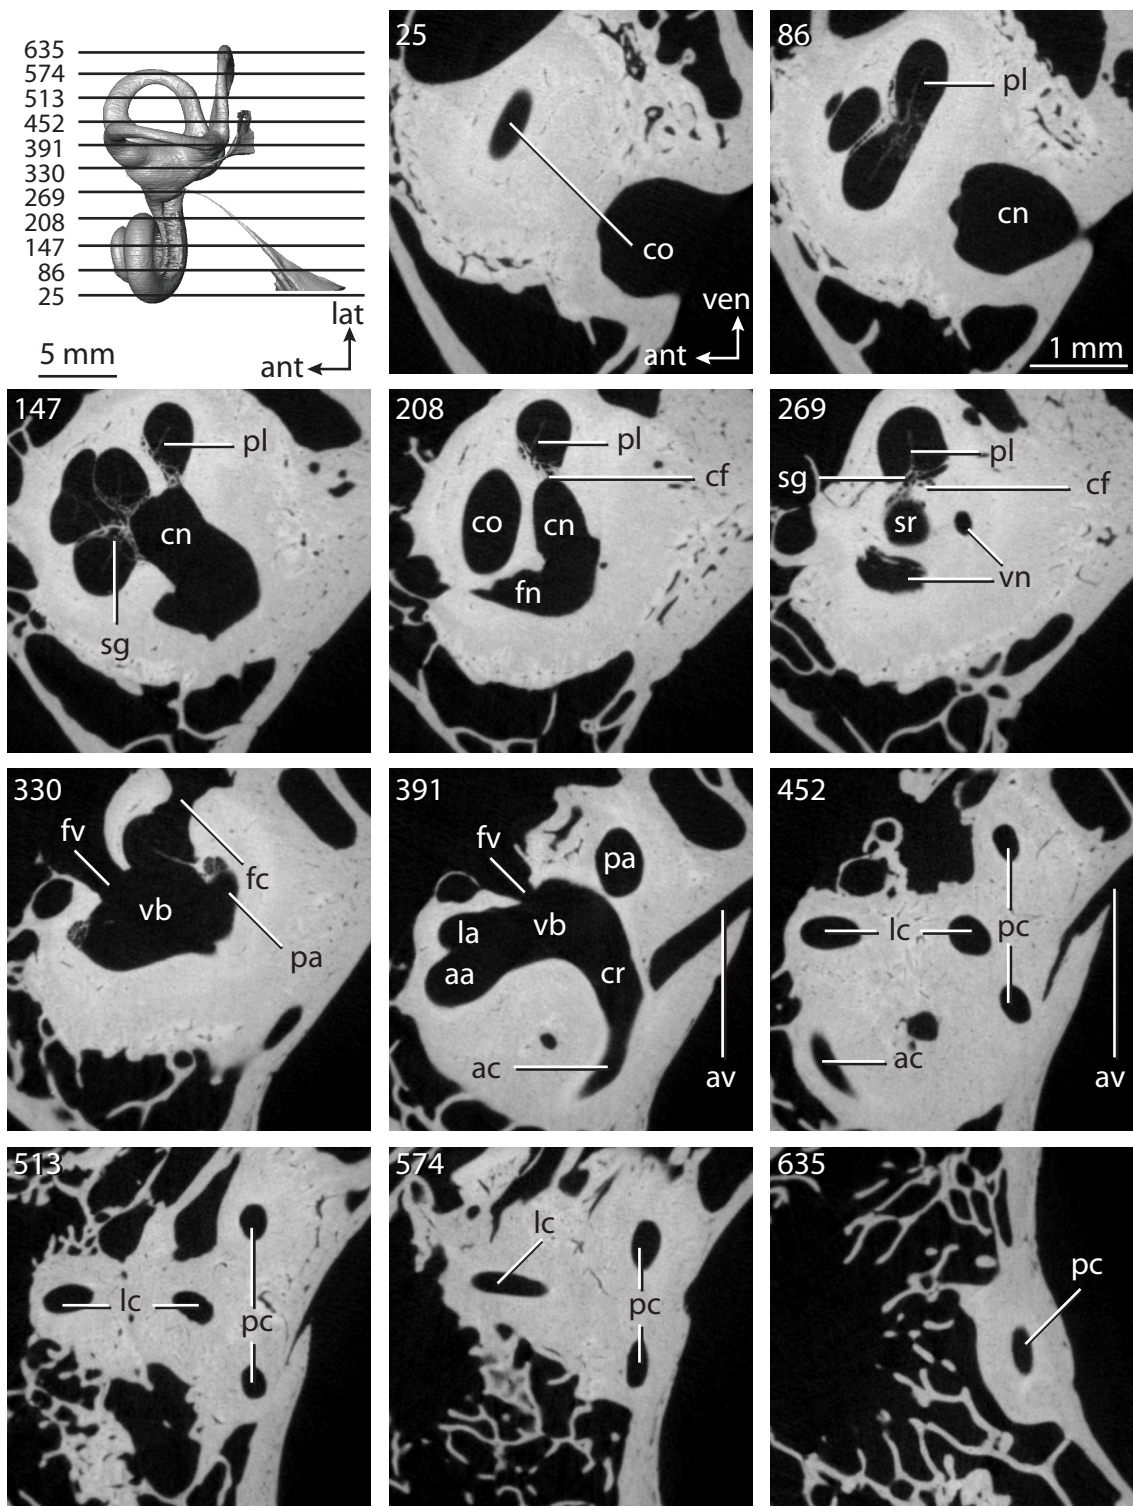 635
574
513
452
391
330
269
208
147
86
25
lat
ant
5 mm
25
co
ven
ant
86
pl
cn
1 mm
147
pl
cn
sg
208
pl
cf
co
cn
fn
269
pl
sg
cf
sr
vn
330
fv
fc
vb
pa
391
fv
pa
la
vb
aa
cr
ac
av
452
lc
pc
ac
av
513
lc
pc
574
lc
pc
635
pc